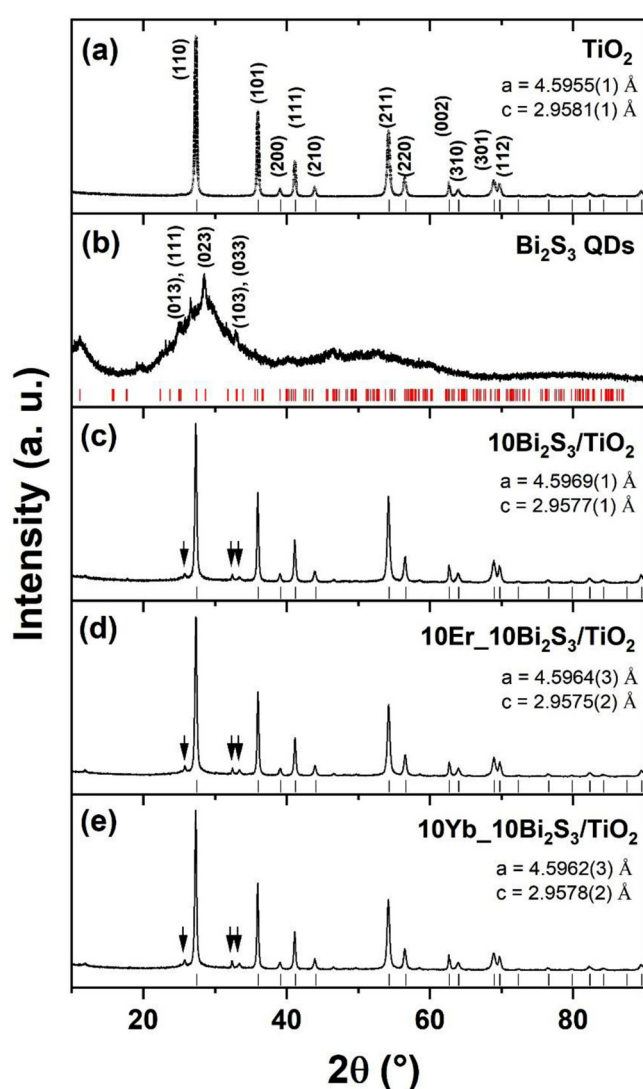 Intensity (a. u.)
(a)
TiO₂
a = 4.5955(1) Å
c = 2.9581(1) Å
(110)
(101)
(200)
(111)
(210)
(211)
(220)
(002)
(310)
(301)
(112)
(b)
Bi₂S₃ QDs
(013), (111)
(023)
(103), (033)
(c)
10Bi₂S₃/TiO₂
a = 4.5969(1) Å
c = 2.9577(1) Å
(d)
10Er_10Bi₂S₃/TiO₂
a = 4.5964(3) Å
c = 2.9575(2) Å
(e)
10Yb_10Bi₂S₃/TiO₂
a = 4.5962(3) Å
c = 2.9578(2) Å
20 40 60 80
2θ (°)